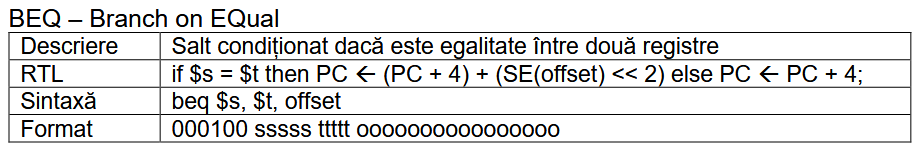 BEQ – Branch on EQual
Descriere Salt condiționat dacă este egalitate între două registre
RTL if $s = $t then PC ← (PC + 4) + (SE(offset) << 2) else PC ← PC + 4;
Sintaxă beq $s, $t, offset
Format 000100 sssss ttttt oooooooooooooooo